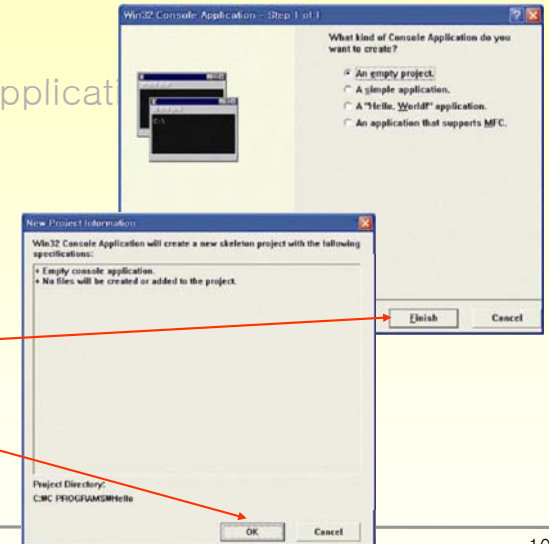 Win32 Console Application - Step 1 of 1
What kind of Console Application do you
want to create?
An empty project.
A simple application.
A "Hello, World!" application.
An application that supports MFC.
C:\
Finish
Cancel
pplicati
New Project Information
Win32 Console Application will create a new skeleton project with the following
specifications:
+ Empty console application.
+ No files will be created or added to the project.
Project Directory:
C:₩C PROGRAMS₩Hello
OK
Cancel
10